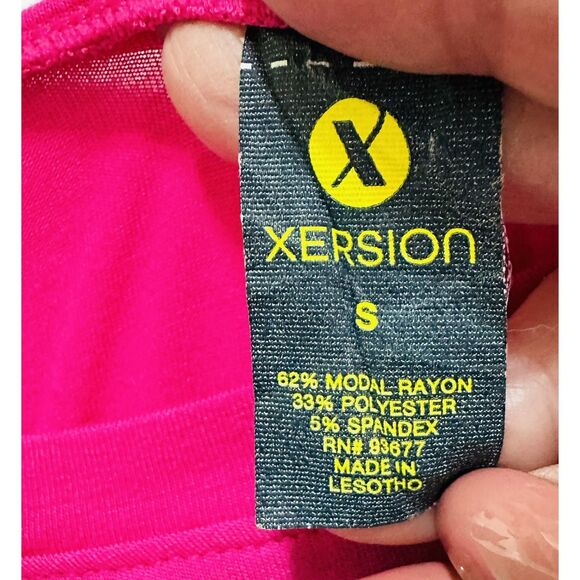 X
XERSION
S
62% MODAL RAYON
33% POLYESTER
5% SPANDEX
RN# 93677
MADE IN
LESOTHO